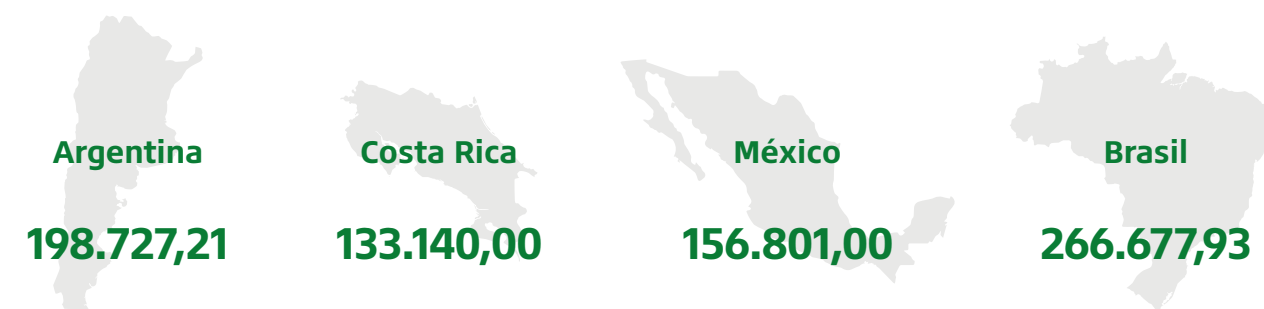 Argentina
Costa Rica
México
Brasil
198.727,21
133.140,00
156.801,00
266.677,93